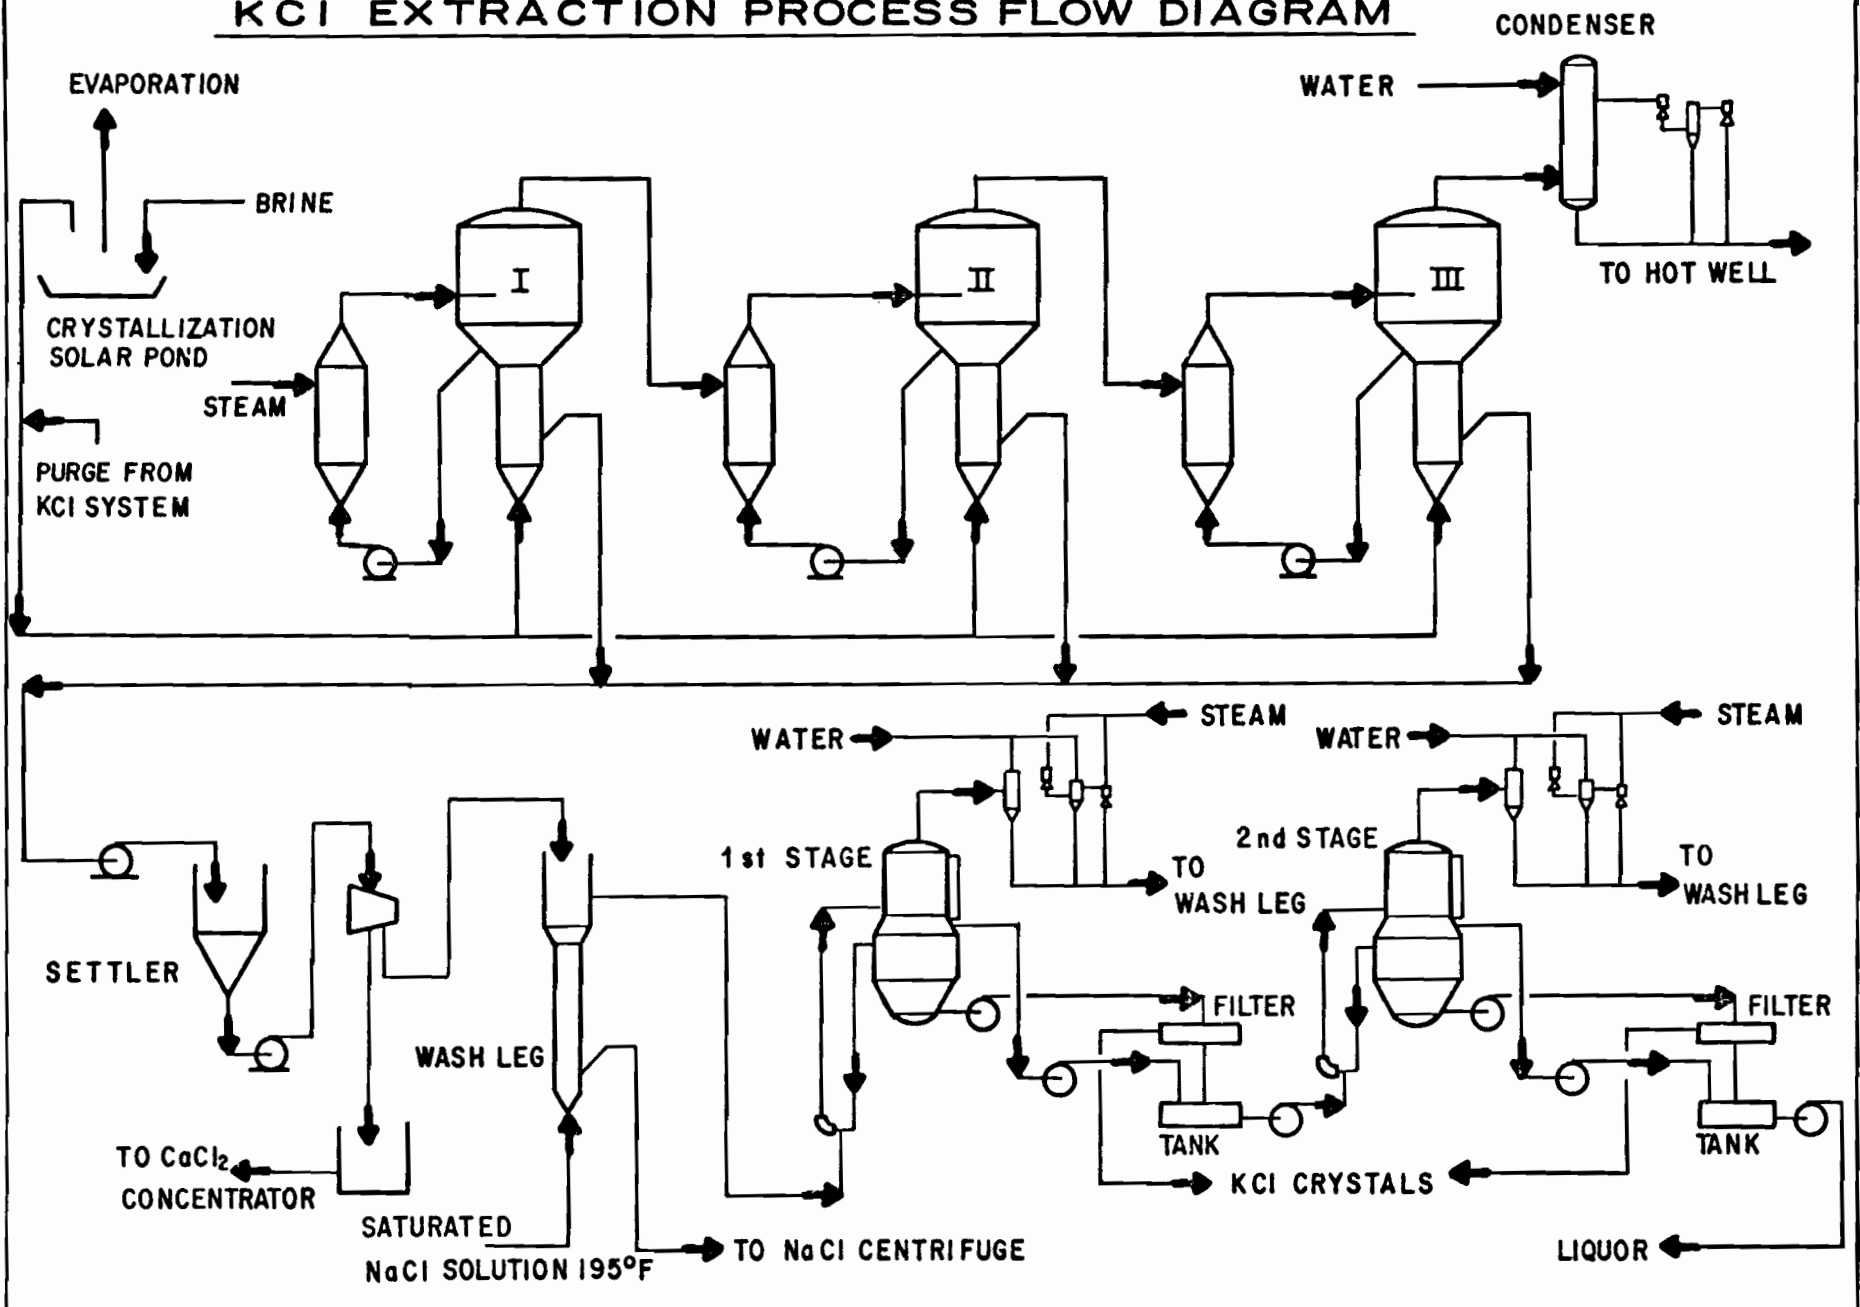 KCl EXTRACTION PROCESS FLOW DIAGRAM
CONDENSER
EVAPORATION
WATER
BRINE
I
II
III
TO HOT WELL
CRYSTALLIZATION
SOLAR POND
STEAM
PURGE FROM
KCl SYSTEM
STEAM
STEAM
WATER
WATER
1st STAGE
2nd STAGE
TO
WASH LEG
TO
WASH LEG
SETTLER
FILTER
FILTER
WASH LEG
TANK
TANK
TO CaCl2
CONCENTRATOR
KCl CRYSTALS
SATURATED
NaCl SOLUTION 195°F
TO NaCl CENTRIFUGE
LIQUOR